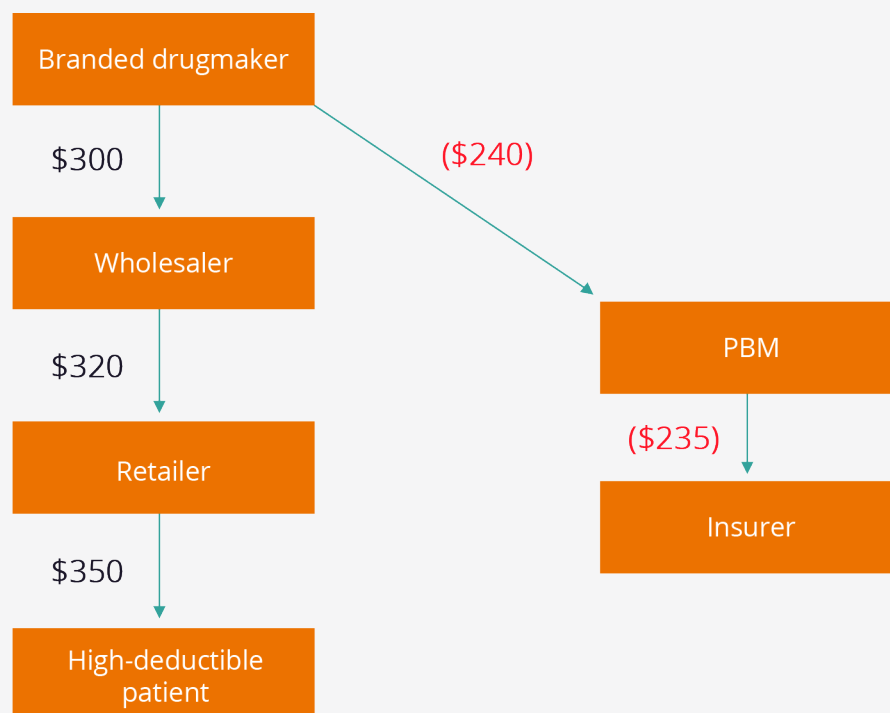 Branded drugmaker
$300
($240)
Wholesaler
PBM
$320
($235)
Retailer
Insurer
$350
High-deductible
patient